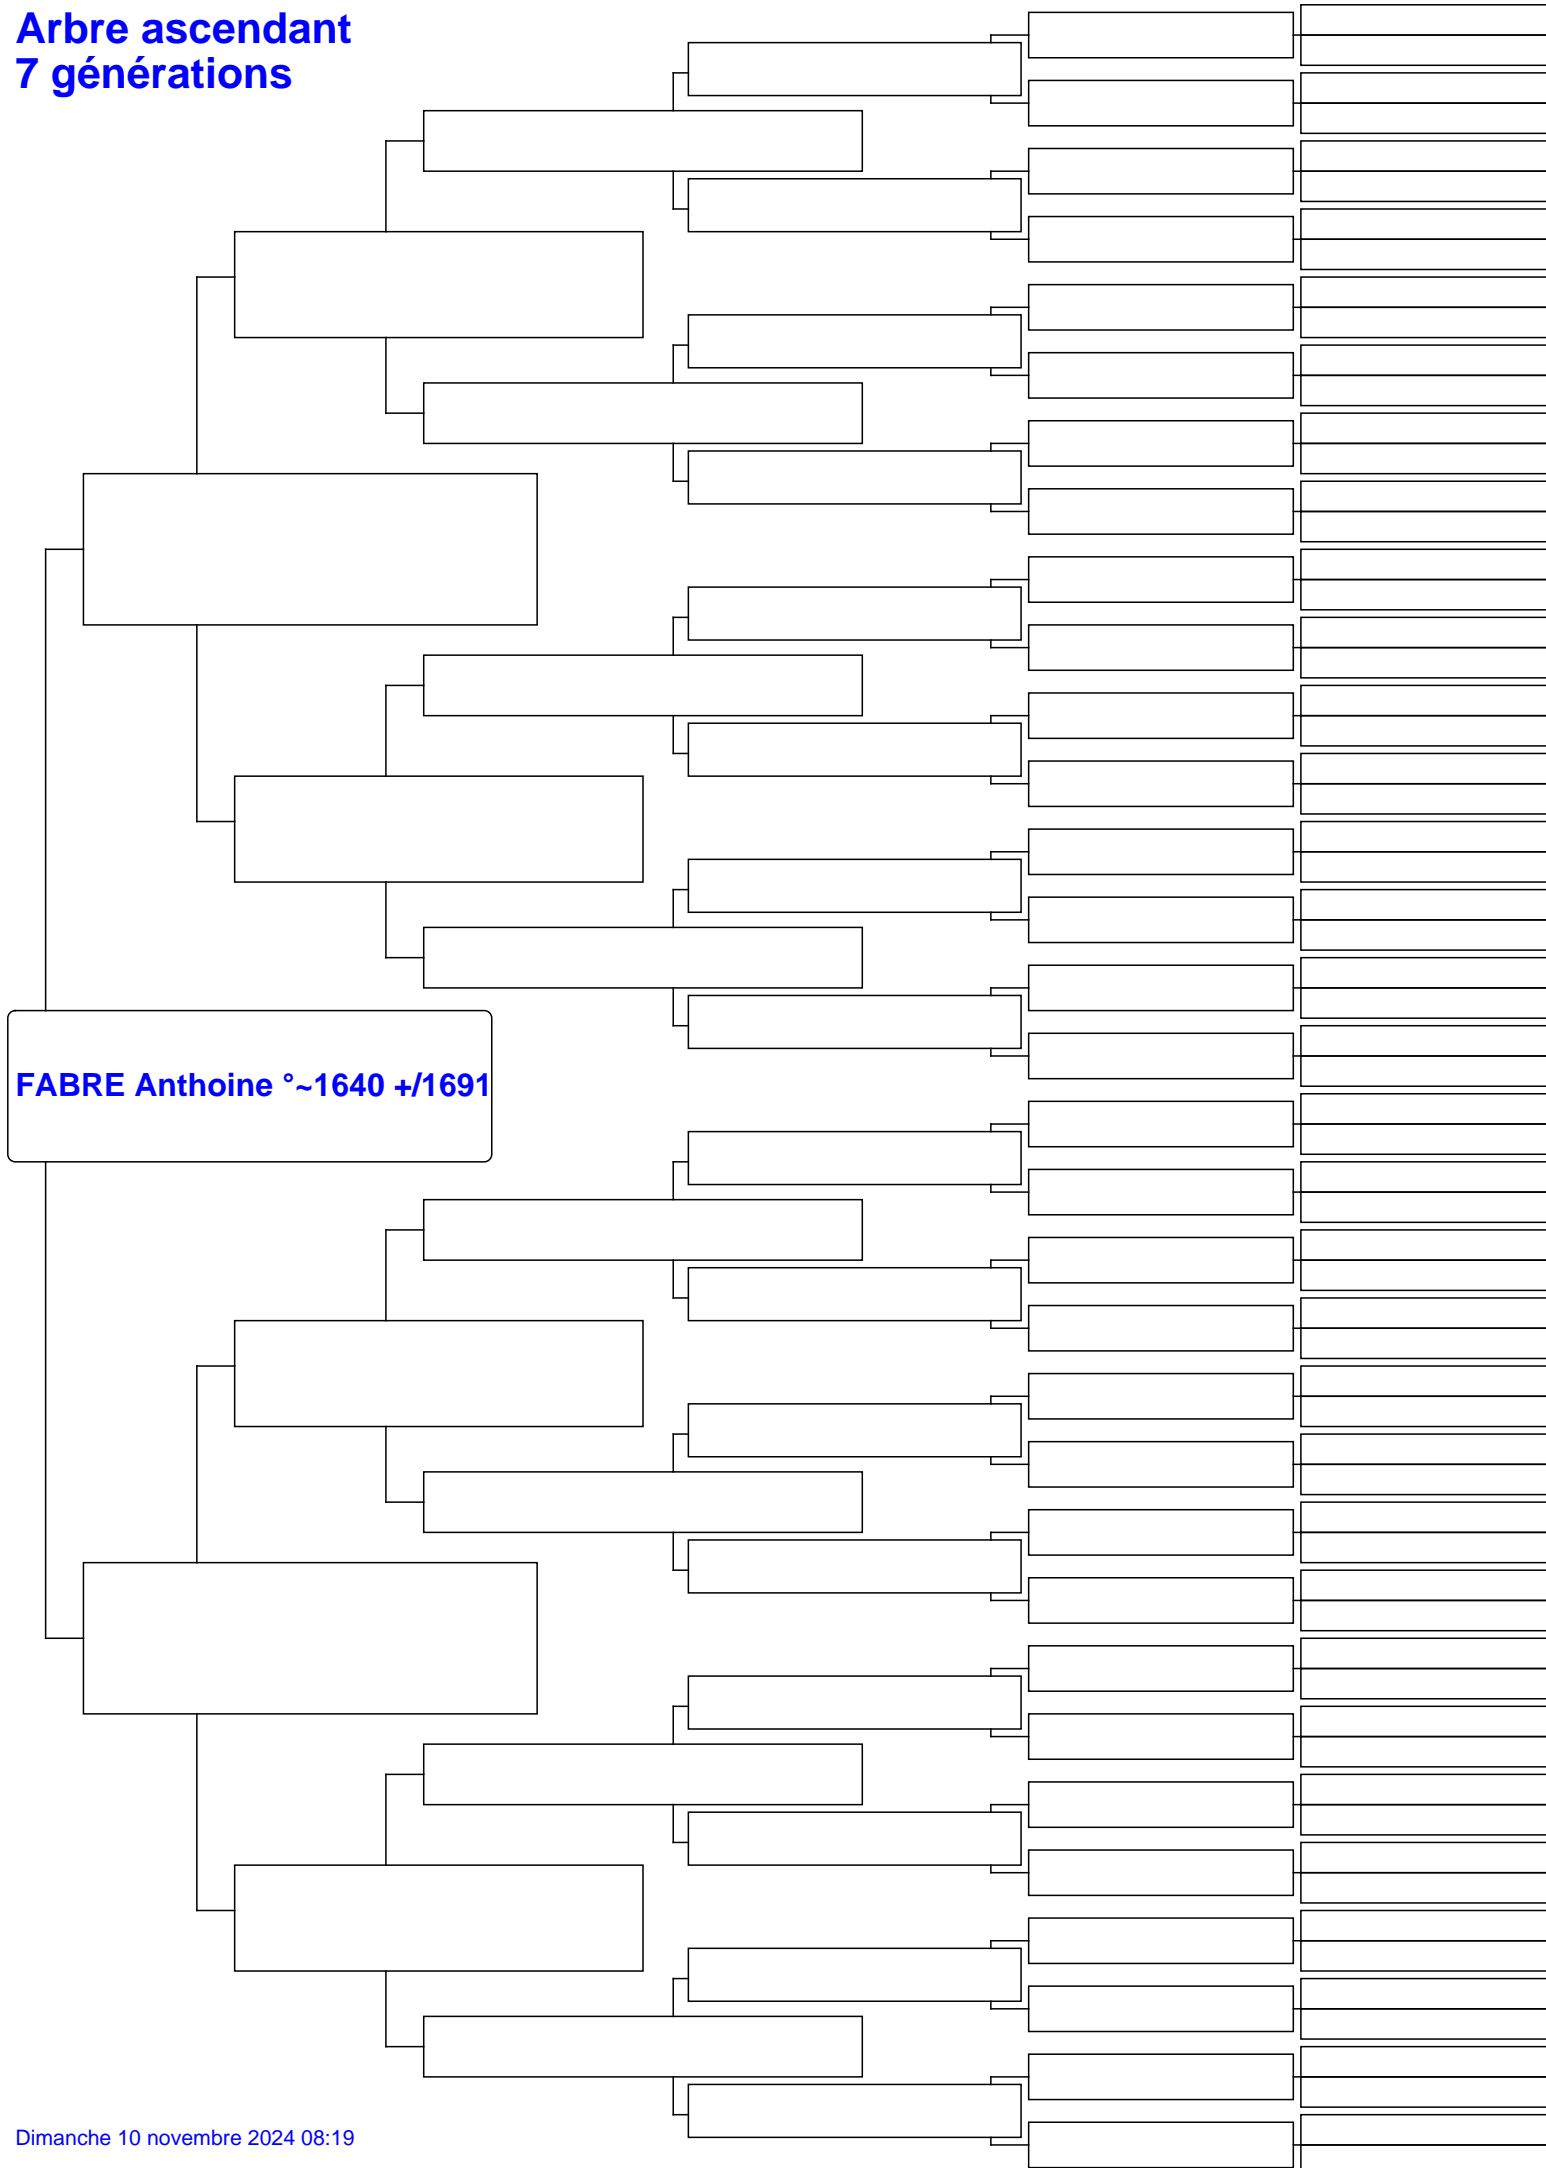 Arbre ascendant
7 générations
FABRE Anthoine °~1640 +/1691
Dimanche 10 novembre 2024 08:19